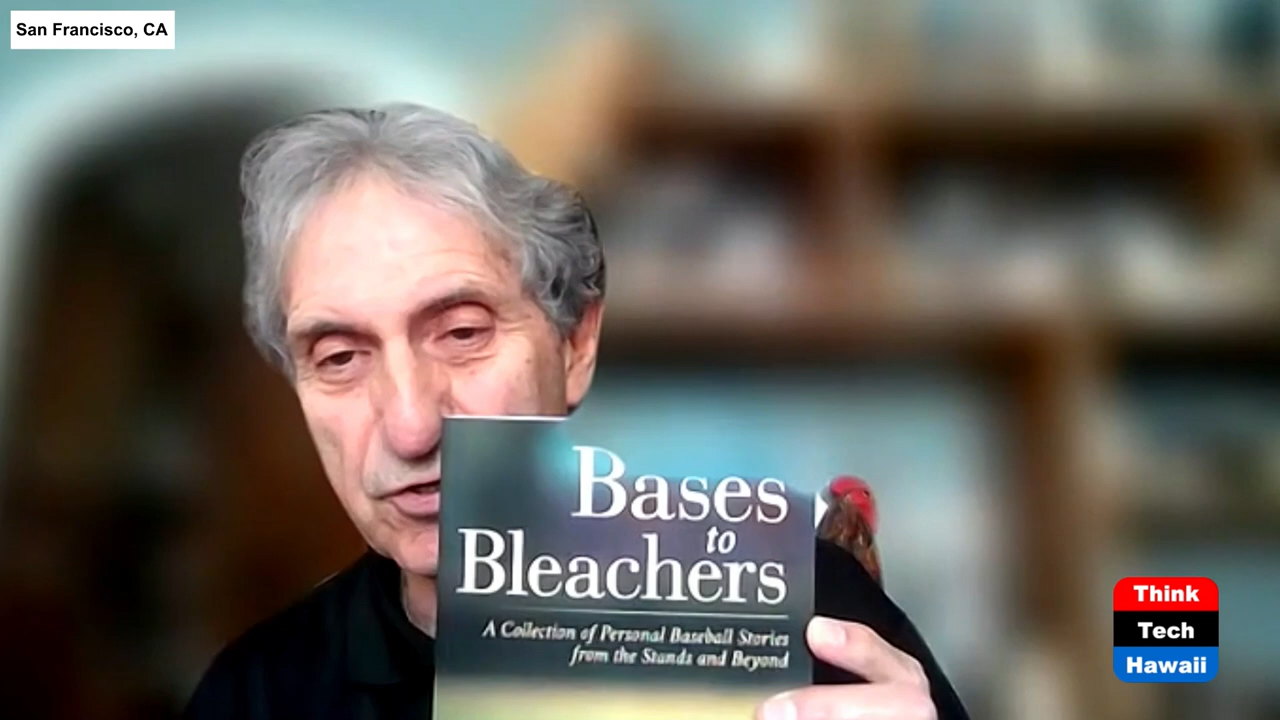 San Francisco, CA
Bases
to
Bleachers
A Collection of Personal Baseball Stories
from the Stands and Beyond
Think
Tech
Hawaii